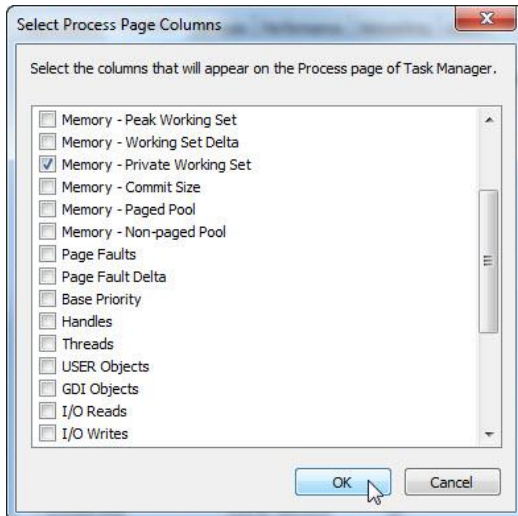 Select Process Page Columns
Select the columns that will appear on the Process page of Task Manager.
Memory - Peak Working Set
Memory - Working Set Delta
Memory - Private Working Set
Memory - Commit Size
Memory - Paged Pool
Memory - Non-paged Pool
Page Faults
Page Fault Delta
Base Priority
Handles
Threads
USER Objects
GDI Objects
I/O Reads
I/O Writes
OK Cancel